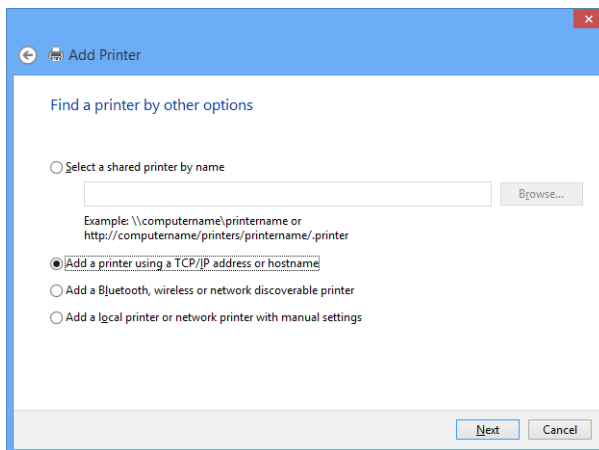 Add Printer
Find a printer by other options
Select a shared printer by name
Browse...
Example: \\computername\printername or
http://computername/printers/printername/.printer
Add a printer using a TCP/IP address or hostname
Add a Bluetooth, wireless or network discoverable printer
Add a local printer or network printer with manual settings
Next Cancel